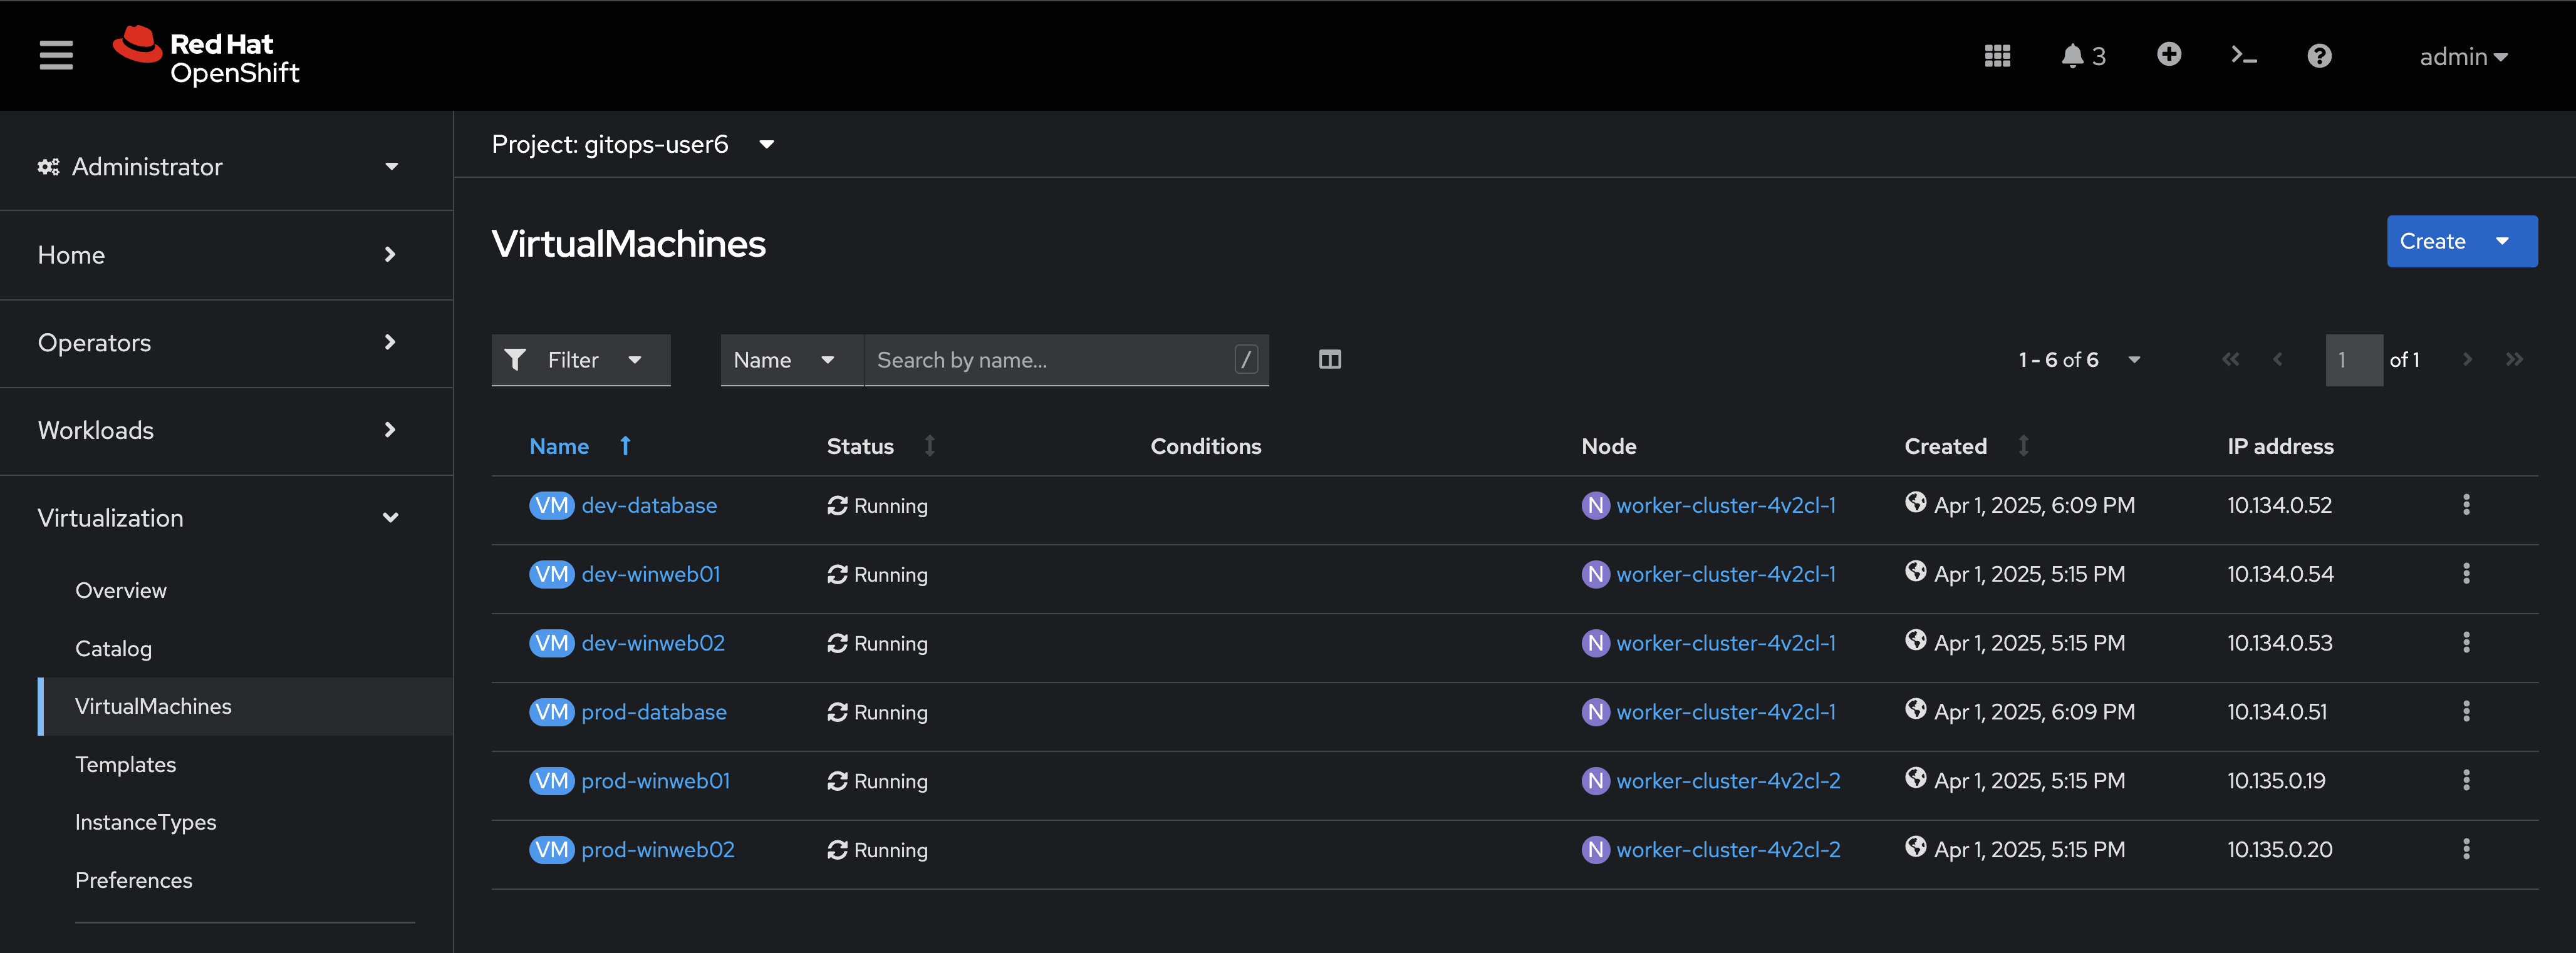 Red Hat
OpenShift
3
admin
Administrator
Home
Operators
Workloads
Virtualization
Overview
Catalog
VirtualMachines
Templates
InstanceTypes
Preferences
Project: gitops-user6
VirtualMachines
Create
Filter
Name
Search by name...
/
1 - 6 of 6
1 of 1
Name Status Conditions Node Created IP address
VM dev-database Running N worker-cluster-4v2cl-1 Apr 1, 2025, 6:09 PM 10.134.0.52
VM dev-winweb01 Running N worker-cluster-4v2cl-1 Apr 1, 2025, 5:15 PM 10.134.0.54
VM dev-winweb02 Running N worker-cluster-4v2cl-1 Apr 1, 2025, 5:15 PM 10.134.0.53
VM prod-database Running N worker-cluster-4v2cl-1 Apr 1, 2025, 6:09 PM 10.134.0.51
VM prod-winweb01 Running N worker-cluster-4v2cl-2 Apr 1, 2025, 5:15 PM 10.135.0.19
VM prod-winweb02 Running N worker-cluster-4v2cl-2 Apr 1, 2025, 5:15 PM 10.135.0.20